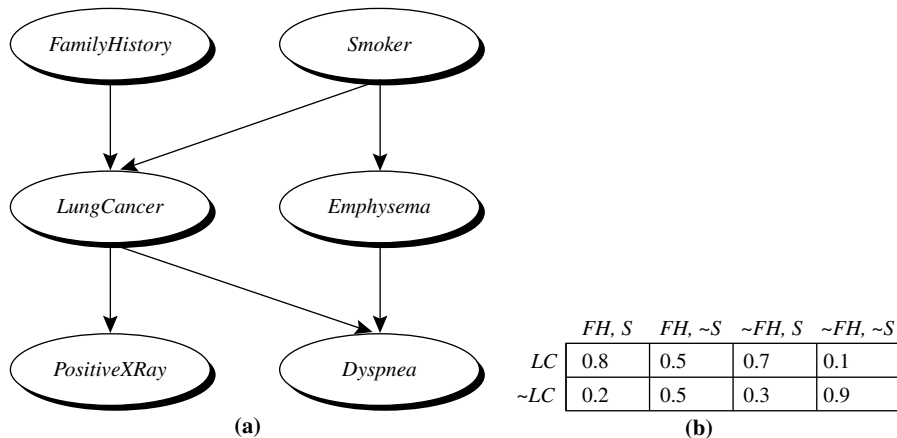 FamilyHistory
Smoker
LungCancer
Emphysema
PositiveXRay
Dyspnea
(a)
FH, S FH, ~S ~FH, S ~FH, ~S
LC 0.8 0.5 0.7 0.1
~LC 0.2 0.5 0.3 0.9
(b)